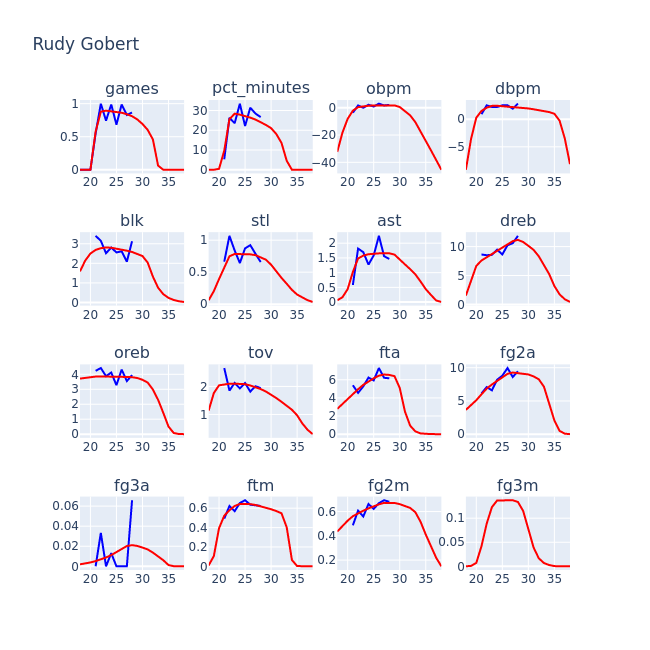 Rudy Gobert
games pct_minutes obpm dbpm
1 0.5 0 20 25 30 35
30 20 10 0 20 25 30 35
0 −20 −40 20 25 30 35
0 −5 20 25 30 35
blk stl ast dreb
3 2 1 0 20 25 30 35
1 0.5 0 20 25 30 35
2 1.5 1 0.5 0 20 25 30 35
10 5 0 20 25 30 35
oreb tov fta fg2a
4 3 2 1 0 20 25 30 35
2 1 20 25 30 35
6 4 2 0 20 25 30 35
10 5 0 20 25 30 35
fg3a ftm fg2m fg3m
0.06 0.04 0.02 0 20 25 30 35
0.6 0.4 0.2 0 20 25 30 35
0.6 0.4 0.2 20 25 30 35
0.1 0.05 0 20 25 30 35